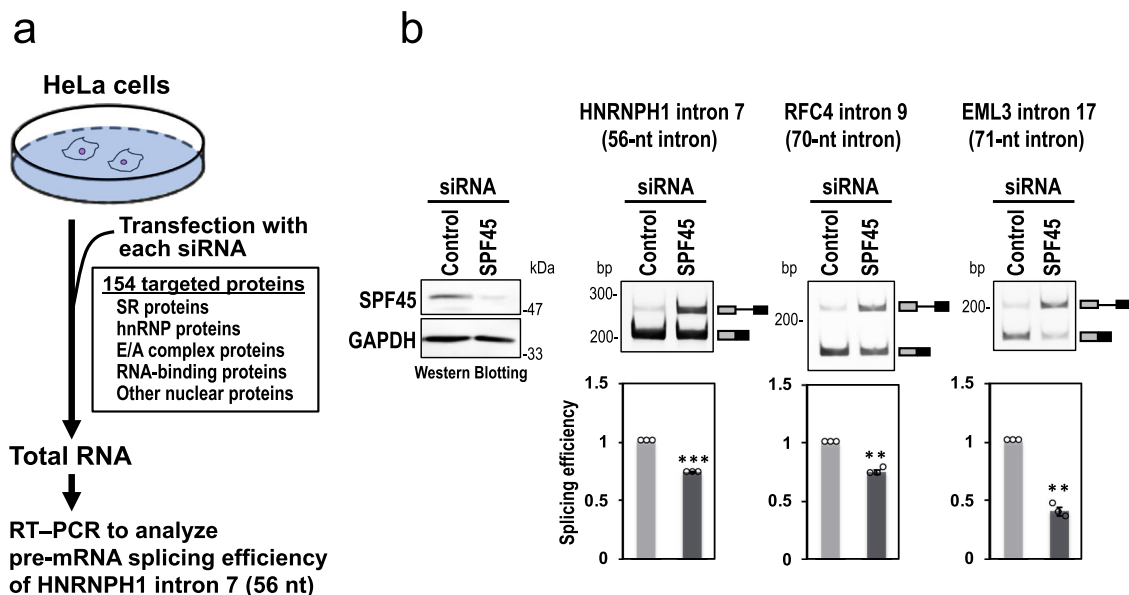 a
HeLa cells
Transfection with
each siRNA
154 targeted proteins
SR proteins
hnRNP proteins
E/A complex proteins
RNA-binding proteins
Other nuclear proteins
Total RNA
RT–PCR to analyze
pre-mRNA splicing efficiency
of HNRNPH1 intron 7 (56 nt)
b
siRNA
Control
SPF45
kDa
SPF45
-47
GAPDH
-33
Western Blotting
HNRNPH1 intron 7
(56-nt intron)
siRNA
Control
SPF45
bp
300-
200-
RFC4 intron 9
(70-nt intron)
siRNA
Control
SPF45
bp
200-
EML3 intron 17
(71-nt intron)
siRNA
Control
SPF45
bp
200-
Splicing efficiency
1.5
1
0.5
0
***
1.5
1
0.5
0
**
1.5
1
0.5
0
**